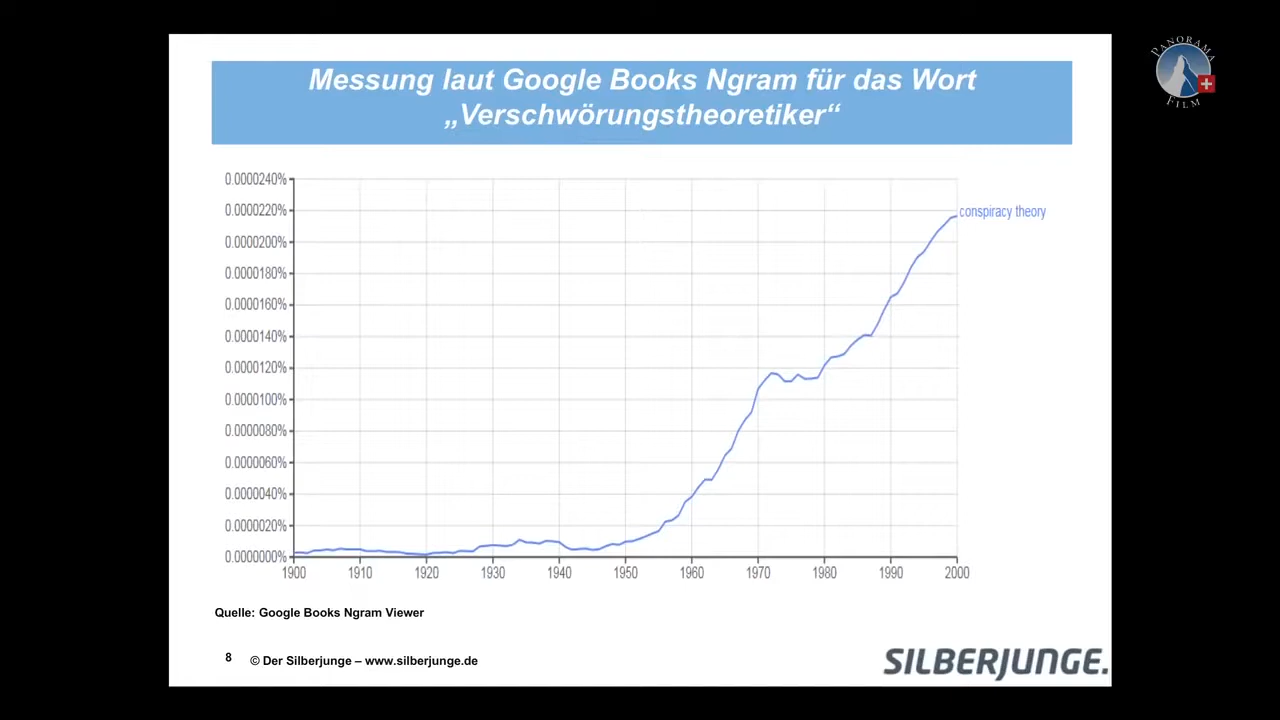 PANORAMA
FILM
Messung laut Google Books Ngram für das Wort
„Verschwörungstheoretiker“
0.0000240%
0.0000220%
conspiracy theory
0.0000200%
0.0000180%
0.0000160%
0.0000140%
0.0000120%
0.0000100%
0.0000080%
0.0000060%
0.0000040%
0.0000020%
0.0000000%
1900 1910 1920 1930 1940 1950 1960 1970 1980 1990 2000
Quelle: Google Books Ngram Viewer
8 © Der Silberjunge – www.silberjunge.de
SILBERJUNGE.